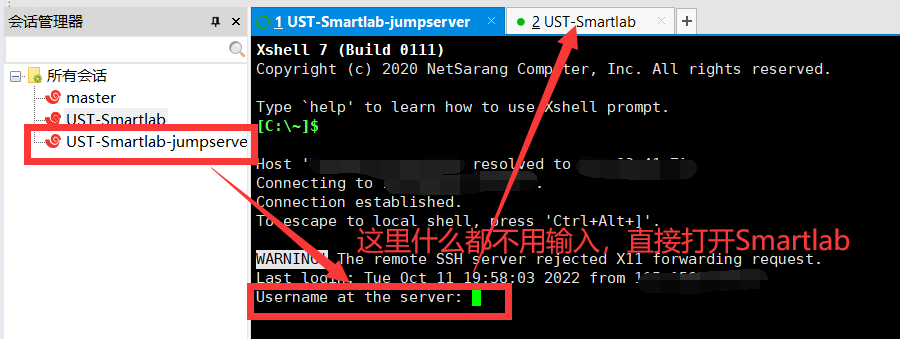 会话管理器
1 UST-Smartlab-jumpserver
2 UST-Smartlab
所有会话
master
UST-Smartlab
UST-Smartlab-jumpserve
Xshell 7 (Build 0111)
Copyright (c) 2020 NetSarang Computer, Inc. All rights reserved.
Type `help' to learn how to use Xshell prompt.
[C:\~]$
Host ' resolved to
Connecting to .
Connection established.
To escape to local shell, press 'Ctrl+Alt+]'.
这里什么都不用输入，直接打开Smartlab
WARNING! The remote SSH server rejected X11 forwarding request.
Last login: Tue Oct 11 19:58:03 2022 from
Username at the server: